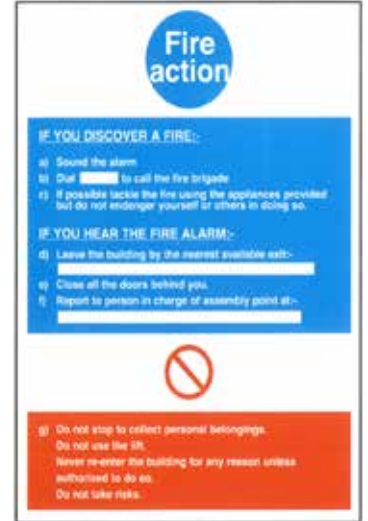 Fire
action
IF YOU DISCOVER A FIRE:-
a) Sound the alarm
b) Dial to call the fire brigade
c) If possible tackle the fire using the appliances provided
but do not endanger yourself or others in doing so.
IF YOU HEAR THE FIRE ALARM:-
d) Leave the building by the nearest available exit:-
e) Close all the doors behind you.
f) Report to person in charge of assembly point at:-
g) Do not stop to collect personal belongings.
Do not use the lift.
Never re-enter the building for any reason unless
authorised to do so.
Do not take risks.